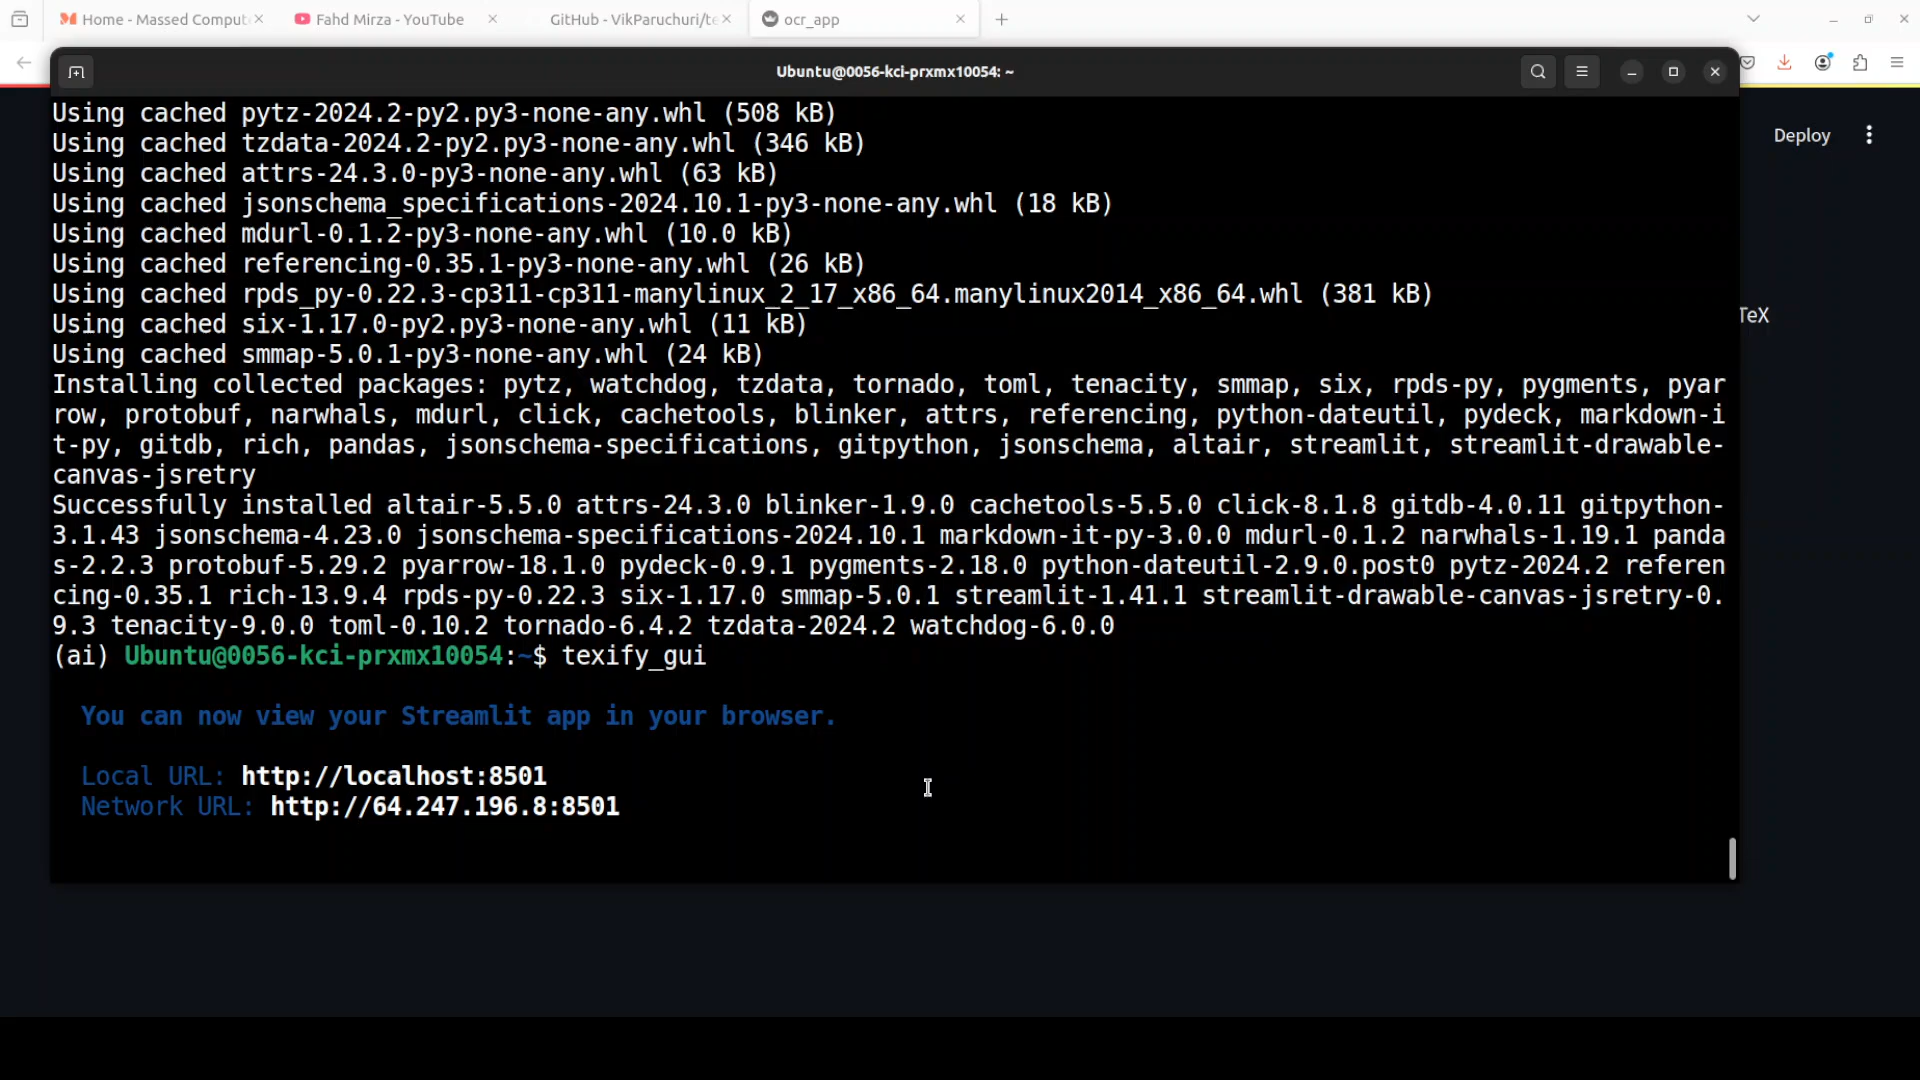 Home - Massed Comput
Fahd Mirza - YouTube
GitHub - VikParuchuri/te
ocr_app
Ubuntu@0056-kci-prxmx10054: ~
Deploy
TeX
Using cached pytz-2024.2-py2.py3-none-any.whl (508 kB)
Using cached tzdata-2024.2-py2.py3-none-any.whl (346 kB)
Using cached attrs-24.3.0-py3-none-any.whl (63 kB)
Using cached jsonschema_specifications-2024.10.1-py3-none-any.whl (18 kB)
Using cached mdurl-0.1.2-py3-none-any.whl (10.0 kB)
Using cached referencing-0.35.1-py3-none-any.whl (26 kB)
Using cached rpds_py-0.22.3-cp311-cp311-manylinux_2_17_x86_64.manylinux2014_x86_64.whl (381 kB)
Using cached six-1.17.0-py2.py3-none-any.whl (11 kB)
Using cached smmap-5.0.1-py3-none-any.whl (24 kB)
Installing collected packages: pytz, watchdog, tzdata, tornado, toml, tenacity, smmap, six, rpds-py, pygments, pyar
row, protobuf, narwhals, mdurl, click, cachetools, blinker, attrs, referencing, python-dateutil, pydeck, markdown-i
t-py, gitdb, rich, pandas, jsonschema-specifications, gitpython, jsonschema, altair, streamlit, streamlit-drawable-
canvas-jsretry
Successfully installed altair-5.5.0 attrs-24.3.0 blinker-1.9.0 cachetools-5.5.0 click-8.1.8 gitdb-4.0.11 gitpython-
3.1.43 jsonschema-4.23.0 jsonschema-specifications-2024.10.1 markdown-it-py-3.0.0 mdurl-0.1.2 narwhals-1.19.1 panda
s-2.2.3 protobuf-5.29.2 pyarrow-18.1.0 pydeck-0.9.1 pygments-2.18.0 python-dateutil-2.9.0.post0 pytz-2024.2 referen
cing-0.35.1 rich-13.9.4 rpds-py-0.22.3 six-1.17.0 smmap-5.0.1 streamlit-1.41.1 streamlit-drawable-canvas-jsretry-0.
9.3 tenacity-9.0.0 toml-0.10.2 tornado-6.4.2 tzdata-2024.2 watchdog-6.0.0
(ai) Ubuntu@0056-kci-prxmx10054:~$ texify_gui
You can now view your Streamlit app in your browser.
Local URL: http://localhost:8501
Network URL: http://64.247.196.8:8501